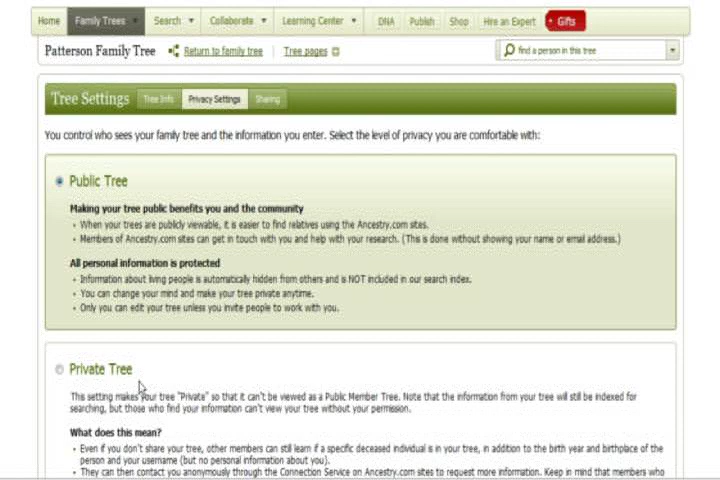 Home Family Trees Search Collaborate Learning Center DNA Publish Shop Hire an Expert Gifts
Patterson Family Tree Return to family tree Tree pages find a person in this tree
Tree Settings Tree Info Privacy Settings Sharing
You control who sees your family tree and the information you enter. Select the level of privacy you are comfortable with:
Public Tree
Making your tree public benefits you and the community
• When your trees are publicly viewable, it is easier to find relatives using the Ancestry.com sites.
• Members of Ancestry.com sites can get in touch with you and help with your research. (This is done without showing your name or email address.)
All personal information is protected
• Information about living people is automatically hidden from others and is NOT included in our search index.
• You can change your mind and make your tree private anytime.
• Only you can edit your tree unless you invite people to work with you.
Private Tree
This setting makes your tree "Private" so that it can't be viewed as a Public Member Tree. Note that the information from your tree will still be indexed for
searching, but those who find your information can't view your tree without your permission.
What does this mean?
• Even if you don't share your tree, other members can still learn if a specific deceased individual is in your tree, in addition to the birth year and birthplace of the
person and your username (but no personal information about you).
• They can then contact you anonymously through the Connection Service on Ancestry.com sites to request more information. Keep in mind that members who